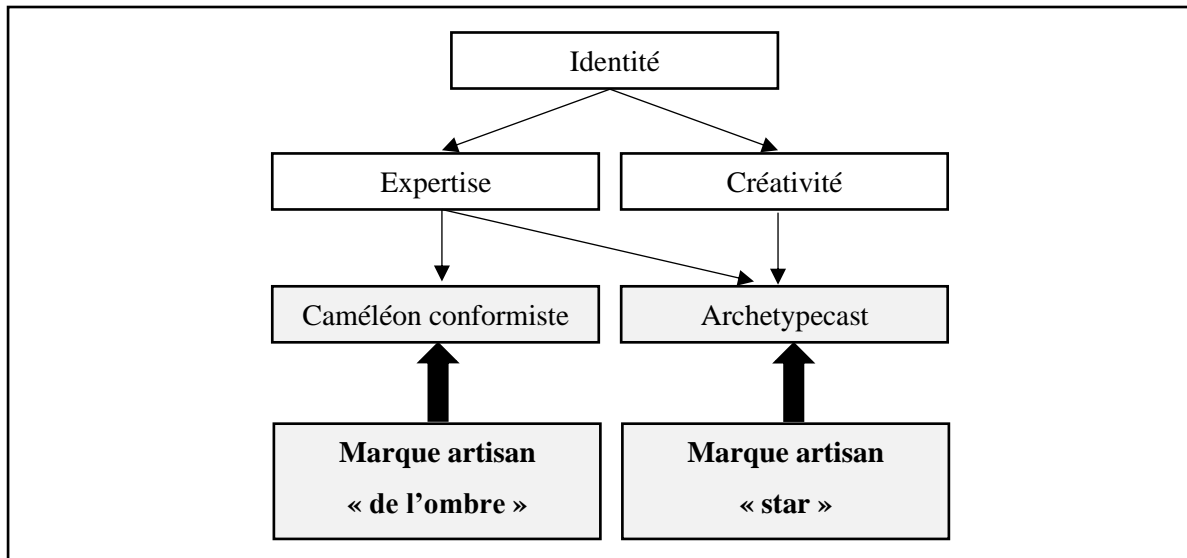 Identité
Expertise
Créativité
Caméléon conformiste
Archetypecast
Marque artisan
« de l’ombre »
Marque artisan
« star »